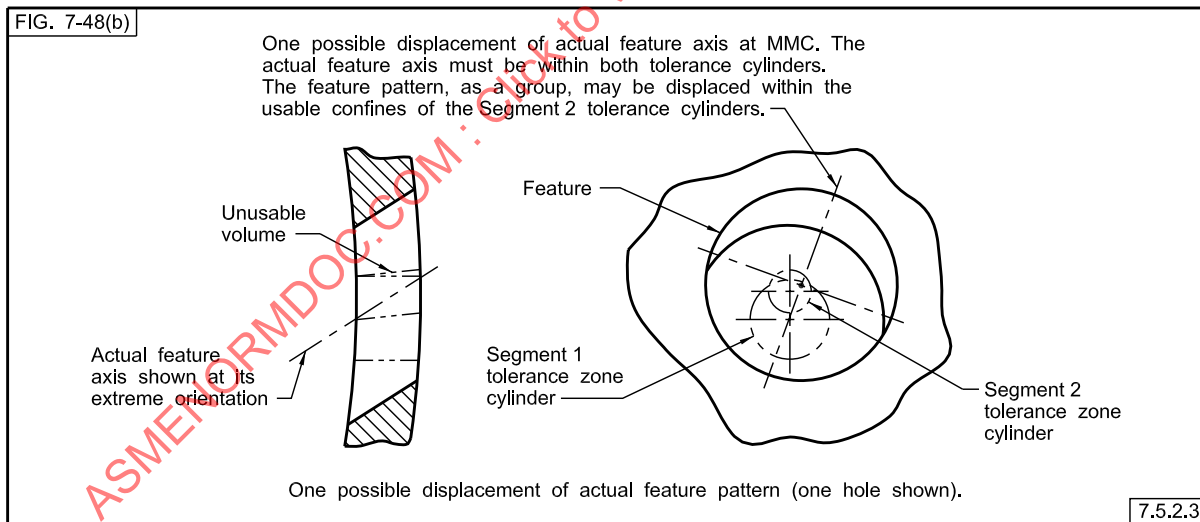 FIG. 7-48(b)
One possible displacement of actual feature axis at MMC. The
actual feature axis must be within both tolerance cylinders.
The feature pattern, as a group, may be displaced within the
usable confines of the Segment 2 tolerance cylinders.
Feature
Unusable
volume
Actual feature
axis shown at its
extreme orientation
Segment 1
tolerance zone
cylinder
Segment 2
tolerance zone
cylinder
One possible displacement of actual feature pattern (one hole shown).
7.5.2.3
ASMENORMDOC.COM : Click to